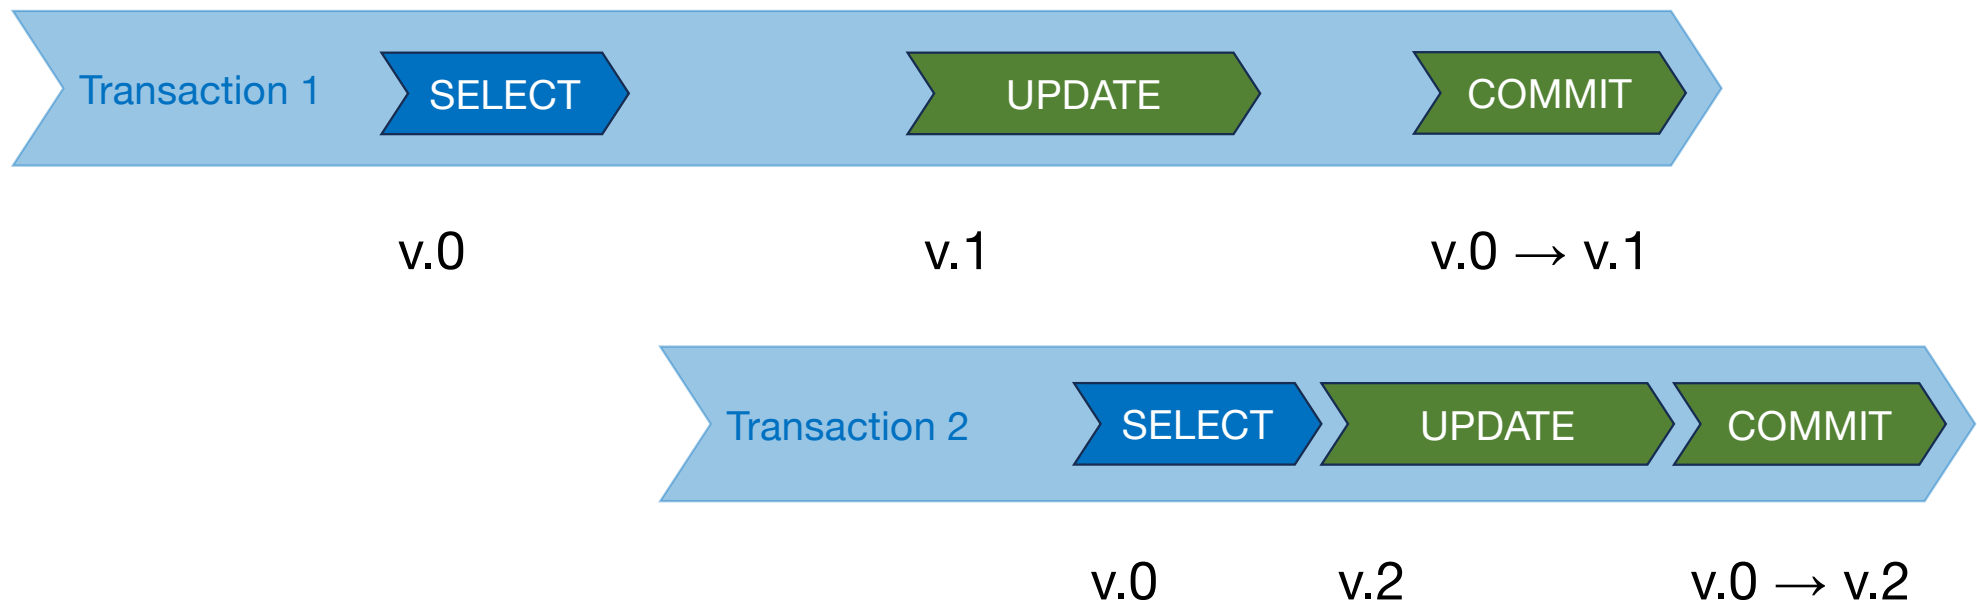 Transaction 1 SELECT UPDATE COMMIT
v.0 v.1 v.0 → v.1
Transaction 2 SELECT UPDATE COMMIT
v.0 v.2 v.0 → v.2